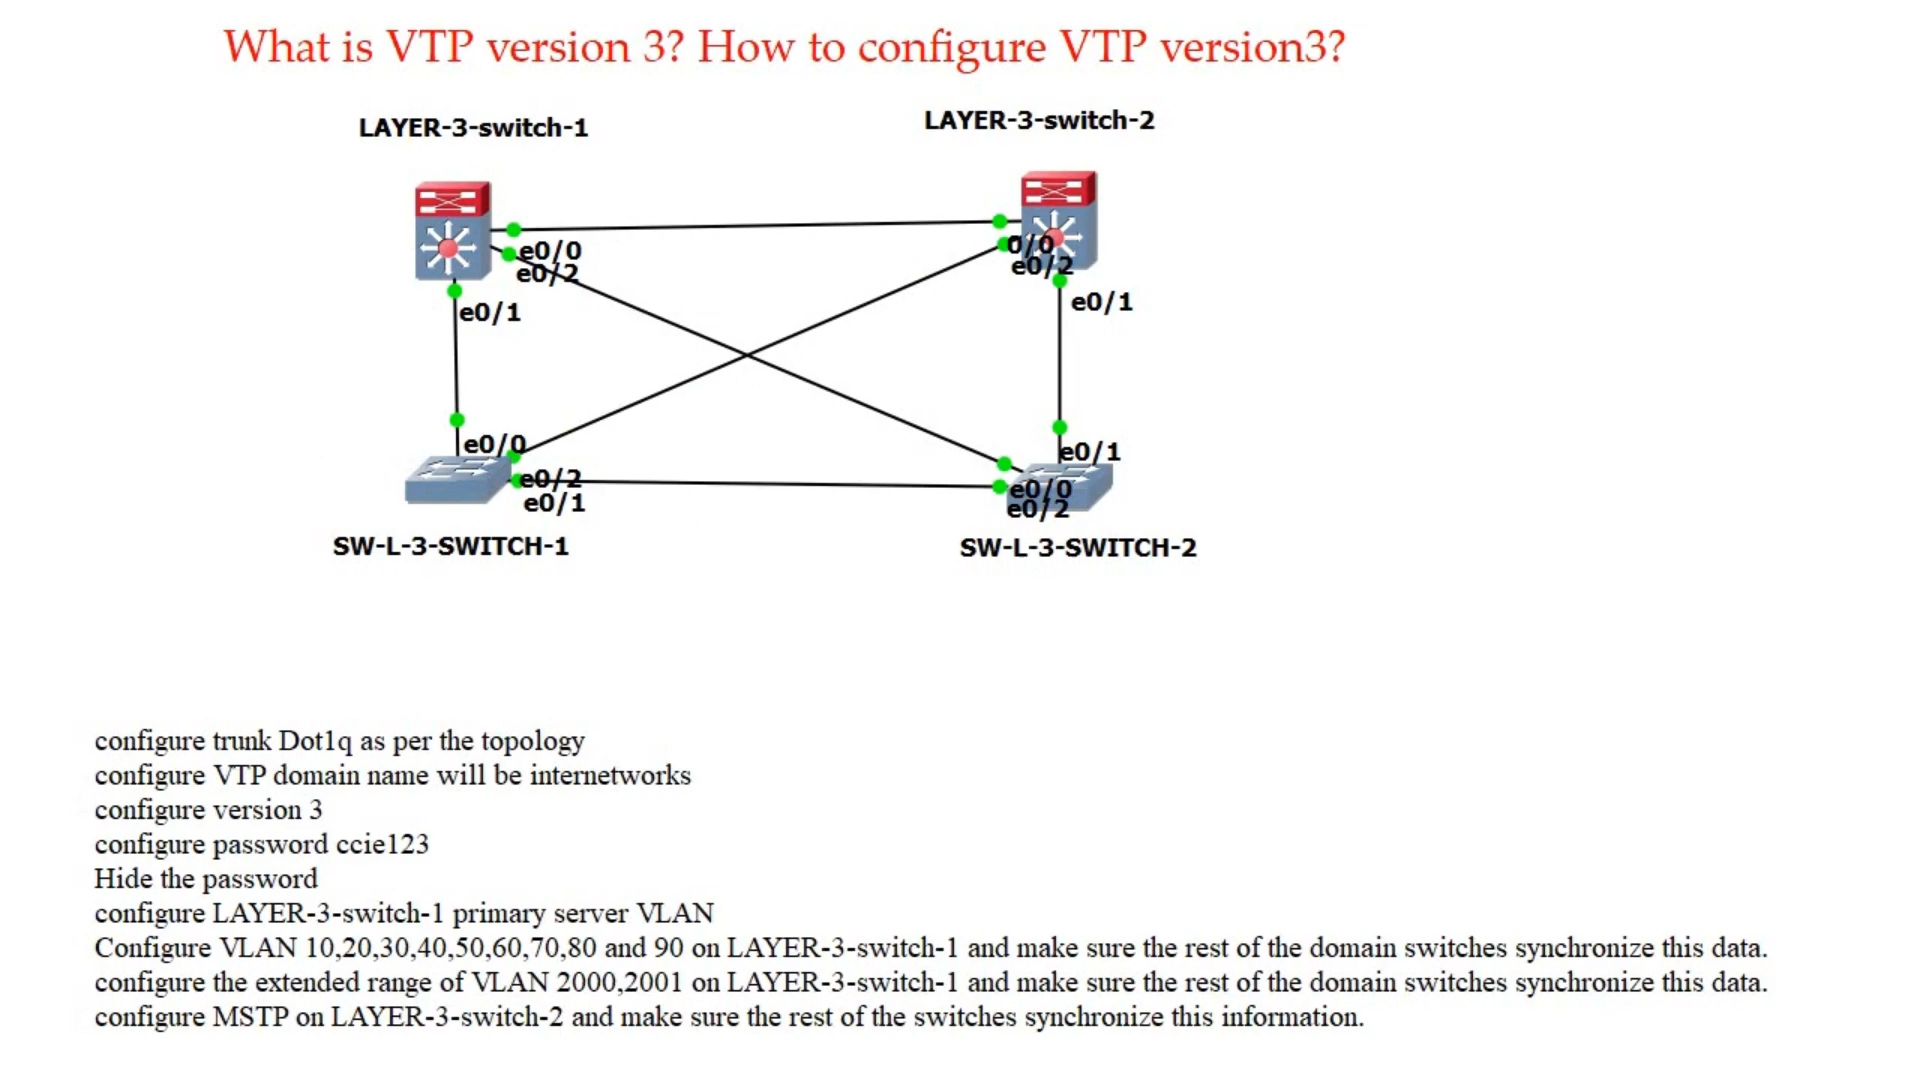 What is VTP version 3? How to configure VTP version3?
LAYER-3-switch-1
LAYER-3-switch-2
e0/0
e0/2
e0/1
0/0
e0/2
e0/1
e0/0
e0/2
e0/1
e0/1
e0/0
e0/2
SW-L-3-SWITCH-1
SW-L-3-SWITCH-2
configure trunk Dot1q as per the topology
configure VTP domain name will be internetworks
configure version 3
configure password ccie123
Hide the password
configure LAYER-3-switch-1 primary server VLAN
Configure VLAN 10,20,30,40,50,60,70,80 and 90 on LAYER-3-switch-1 and make sure the rest of the domain switches synchronize this data.
configure the extended range of VLAN 2000,2001 on LAYER-3-switch-1 and make sure the rest of the domain switches synchronize this data.
configure MSTP on LAYER-3-switch-2 and make sure the rest of the switches synchronize this information.